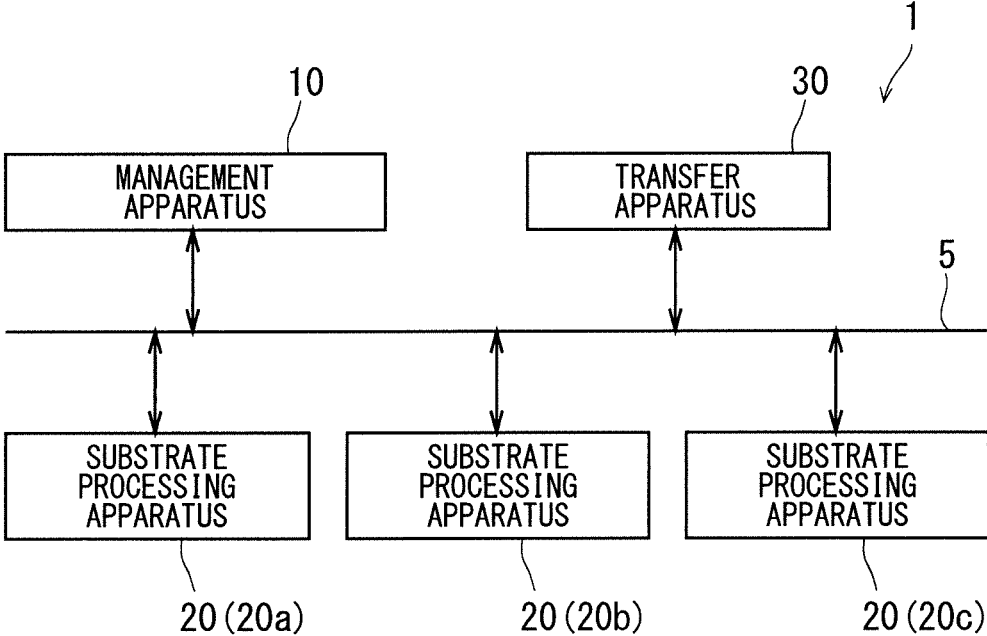 1
10
30
MANAGEMENT
APPARATUS
TRANSFER
APPARATUS
5
SUBSTRATE
PROCESSING
APPARATUS
SUBSTRATE
PROCESSING
APPARATUS
SUBSTRATE
PROCESSING
APPARATUS
20(20a)
20(20b)
20(20c)